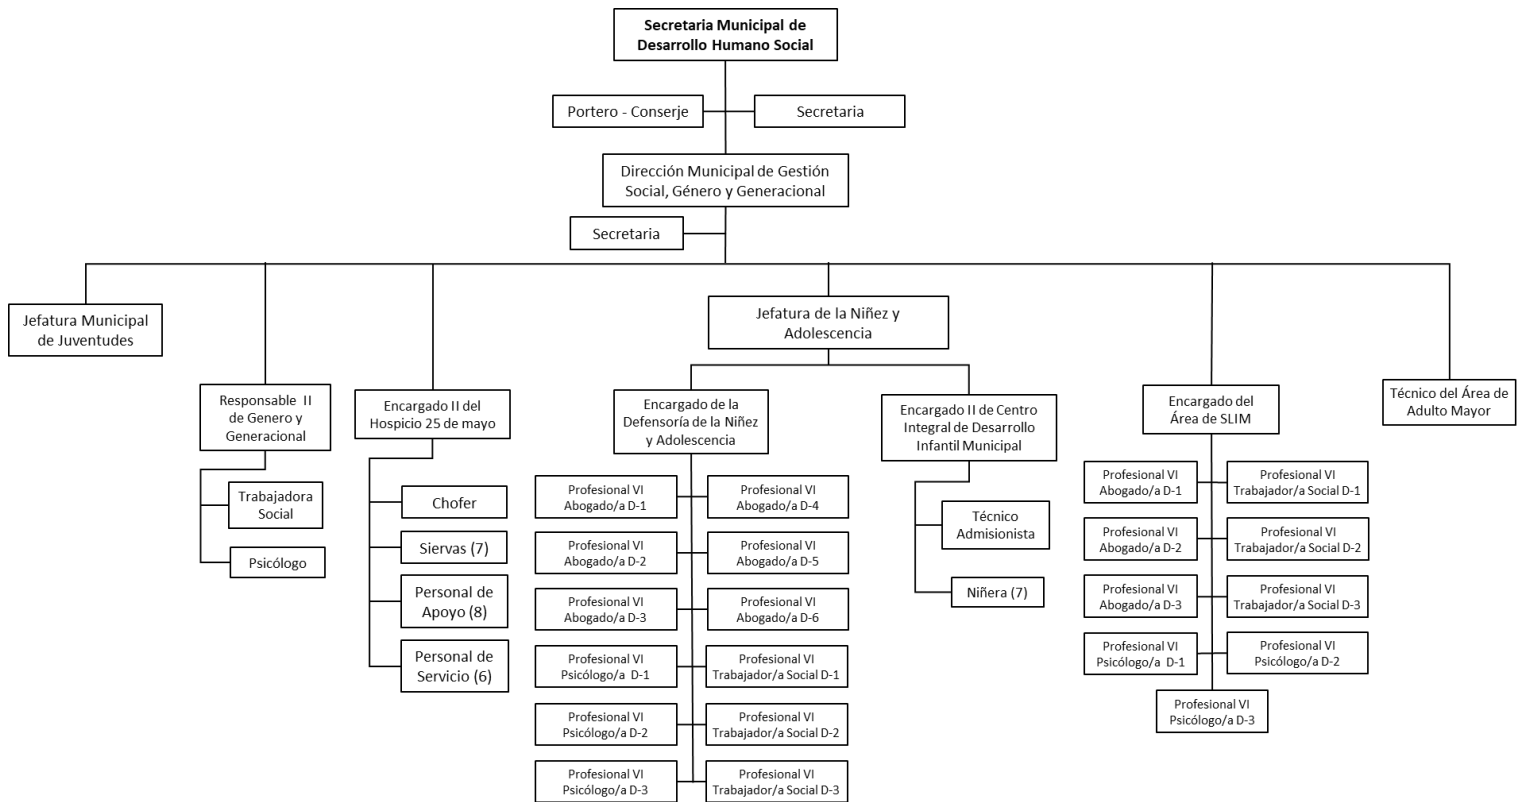 Secretaria Municipal de
Desarrollo Humano Social
Portero - Conserje
Secretaria
Dirección Municipal de Gestión
Social, Género y Generacional
Secretaria
Jefatura Municipal
de Juventudes
Jefatura de la Niñez y
Adolescencia
Responsable II
de Genero y
Generacional
Trabajadora
Social
Psicólogo
Encargado II del
Hospicio 25 de mayo
Chofer
Siervas (7)
Personal de
Apoyo (8)
Personal de
Servicio (6)
Encargado de la
Defensoría de la Niñez
y Adolescencia
Profesional VI
Abogado/a D-1
Profesional VI
Abogado/a D-4
Profesional VI
Abogado/a D-2
Profesional VI
Abogado/a D-5
Profesional VI
Abogado/a D-3
Profesional VI
Abogado/a D-6
Profesional VI
Psicólogo/a D-1
Profesional VI
Trabajador/a Social D-1
Profesional VI
Psicólogo/a D-2
Profesional VI
Trabajador/a Social D-2
Profesional VI
Psicólogo/a D-3
Profesional VI
Trabajador/a Social D-3
Encargado II de Centro
Integral de Desarrollo
Infantil Municipal
Técnico
Admisionista
Niñera (7)
Encargado del
Área de SLIM
Profesional VI
Abogado/a D-1
Profesional VI
Trabajador/a Social D-1
Profesional VI
Abogado/a D-2
Profesional VI
Trabajador/a Social D-2
Profesional VI
Abogado/a D-3
Profesional VI
Trabajador/a Social D-3
Profesional VI
Psicólogo/a D-1
Profesional VI
Psicólogo/a D-2
Profesional VI
Psicólogo/a D-3
Técnico del Área de
Adulto Mayor